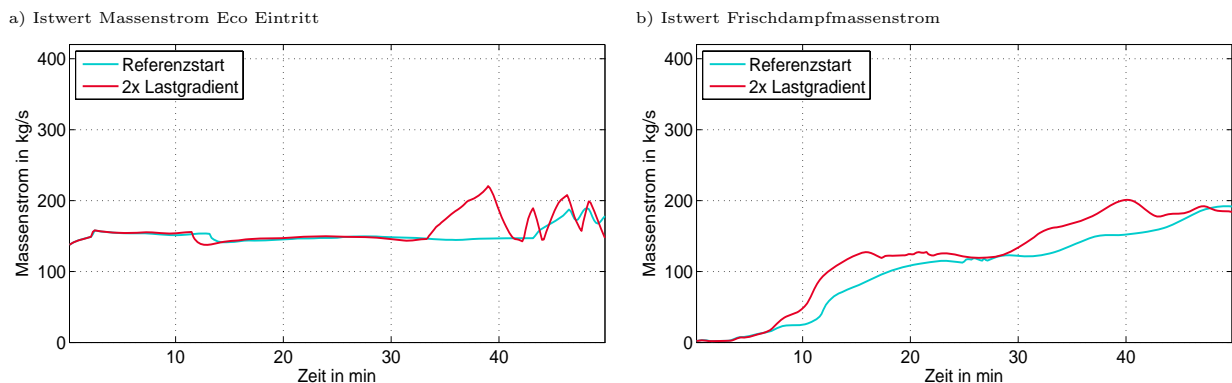 a) Istwert Massenstrom Eco Eintritt
Massenstrom in kg/s
400
300
200
100
0
Referenzstart
2x Lastgradient
10 20 30 40
Zeit in min
b) Istwert Frischdampfmassenstrom
Massenstrom in kg/s
400
300
200
100
0
Referenzstart
2x Lastgradient
10 20 30 40
Zeit in min